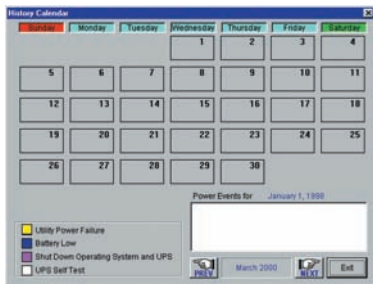 History Calendar
Sunday Monday Tuesday Wednesday Thursday Friday Saturday
1 2 3 4
5 6 7 8 9 10 11
12 13 14 15 16 17 18
19 20 21 22 23 24 25
26 27 28 29 30
Power Events for January 1, 1998
Utility Power Failure
Battery Low
Shut Down Operating System and UPS
UPS Self Test
PREV March 2000 NEXT Exit